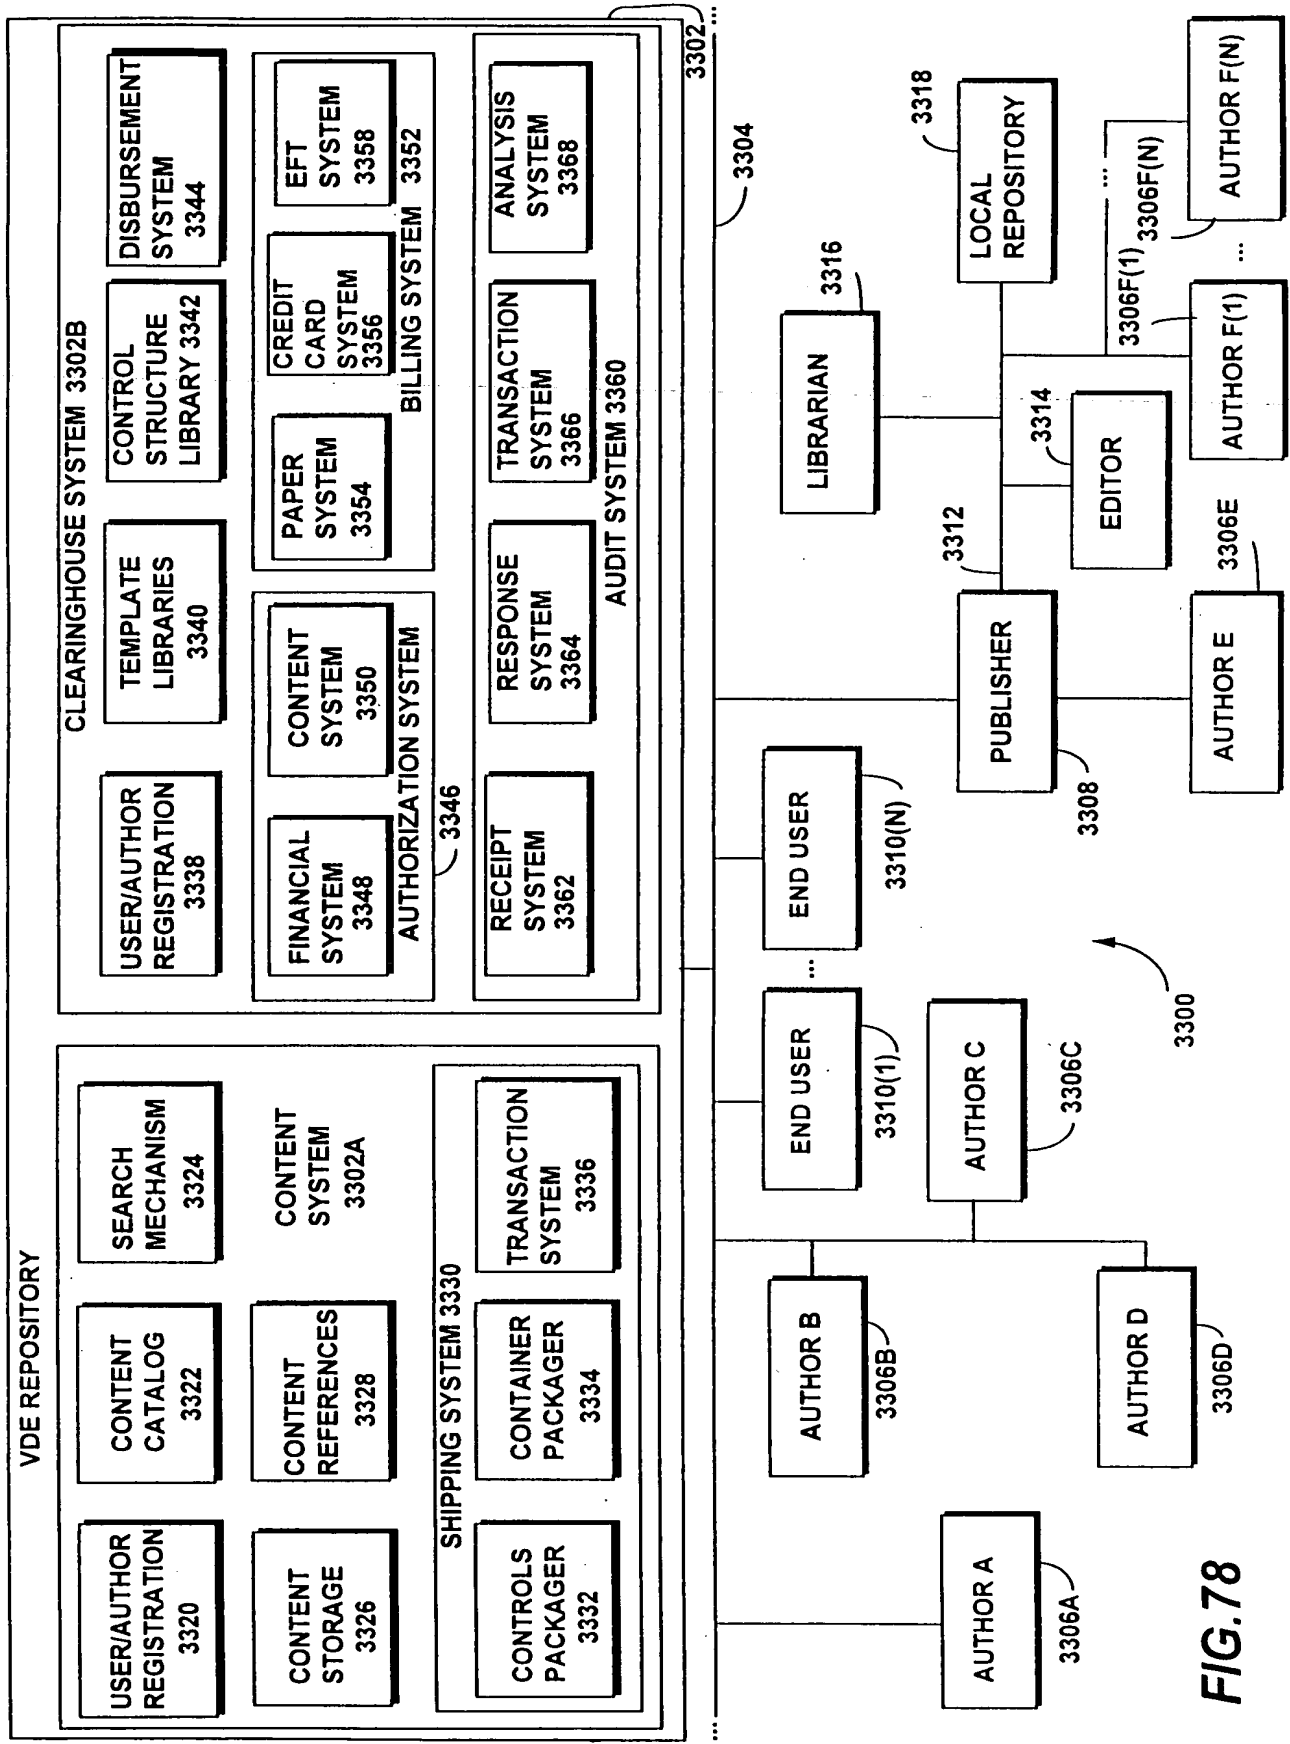 VDE REPOSITORY
USER/AUTHOR
REGISTRATION
3320
CONTENT
CATALOG
3322
SEARCH
MECHANISM
3324
CONTENT
STORAGE
3326
CONTENT
REFERENCES
3328
CONTENT
SYSTEM
3302A
SHIPPING SYSTEM 3330
CONTROLS
PACKAGER
3332
CONTAINER
PACKAGER
3334
TRANSACTION
SYSTEM
3336
CLEARINGHOUSE SYSTEM 3302B
USER/AUTHOR
REGISTRATION
3338
TEMPLATE
LIBRARIES
3340
CONTROL
STRUCTURE
LIBRARY 3342
DISBURSEMENT
SYSTEM
3344
FINANCIAL
SYSTEM
3348
CONTENT
SYSTEM
3350
AUTHORIZATION SYSTEM
3346
PAPER
SYSTEM
3354
CREDIT
CARD
SYSTEM
3356
EFT
SYSTEM
3358
BILLING SYSTEM 3352
RECEIPT
SYSTEM
3362
RESPONSE
SYSTEM
3364
TRANSACTION
SYSTEM
3366
ANALYSIS
SYSTEM
3368
AUDIT SYSTEM 3360
3302
...
...
3304
AUTHOR A
3306A
AUTHOR B
3306B
AUTHOR C
3306C
AUTHOR D
3306D
END USER
3310(1)
...
END USER
3310(N)
3300
PUBLISHER
3308
AUTHOR E
3306E
3312
EDITOR
3314
LIBRARIAN
3316
LOCAL
REPOSITORY
3318
AUTHOR F(1)
3306F(1)
...
...
AUTHOR F(N)
3306F(N)
FIG.78